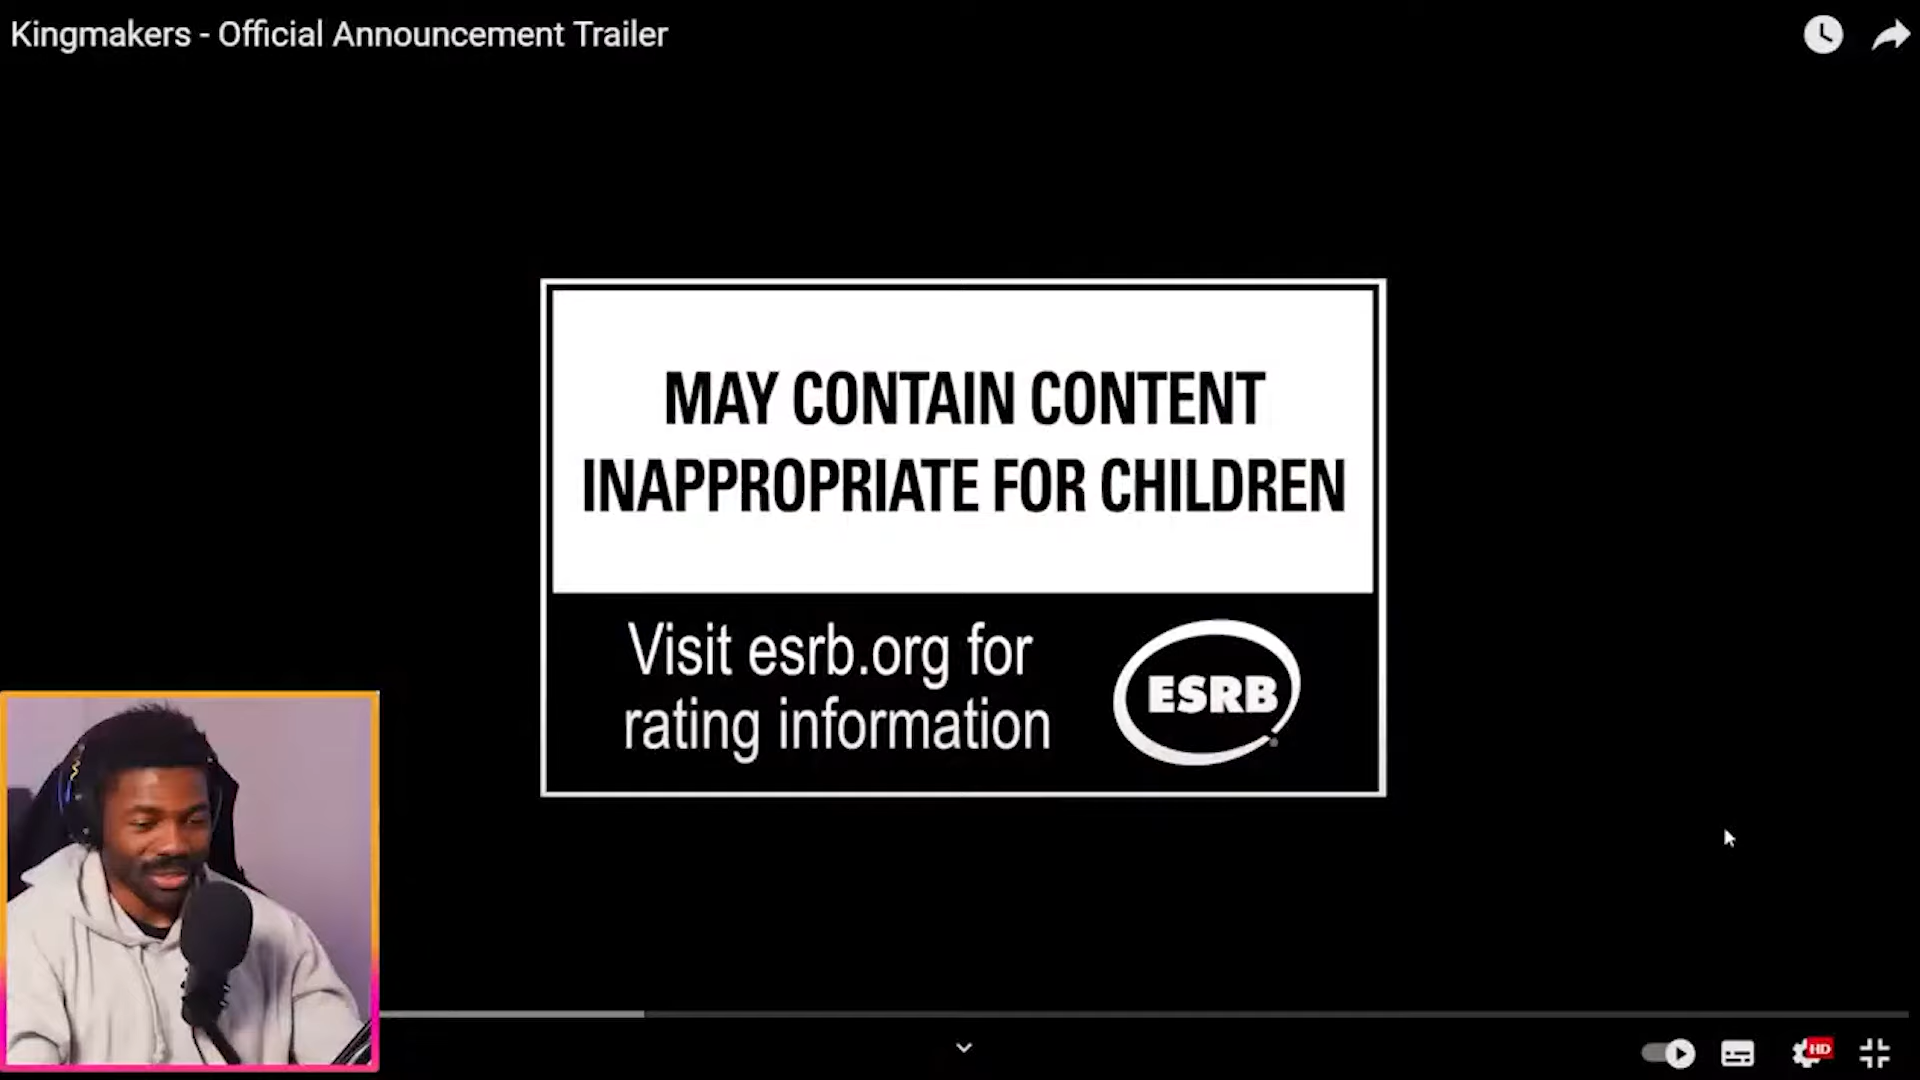 Kingmakers - Official Announcement Trailer
MAY CONTAIN CONTENT
INAPPROPRIATE FOR CHILDREN
Visit esrb.org for
rating information
ESRB
HD